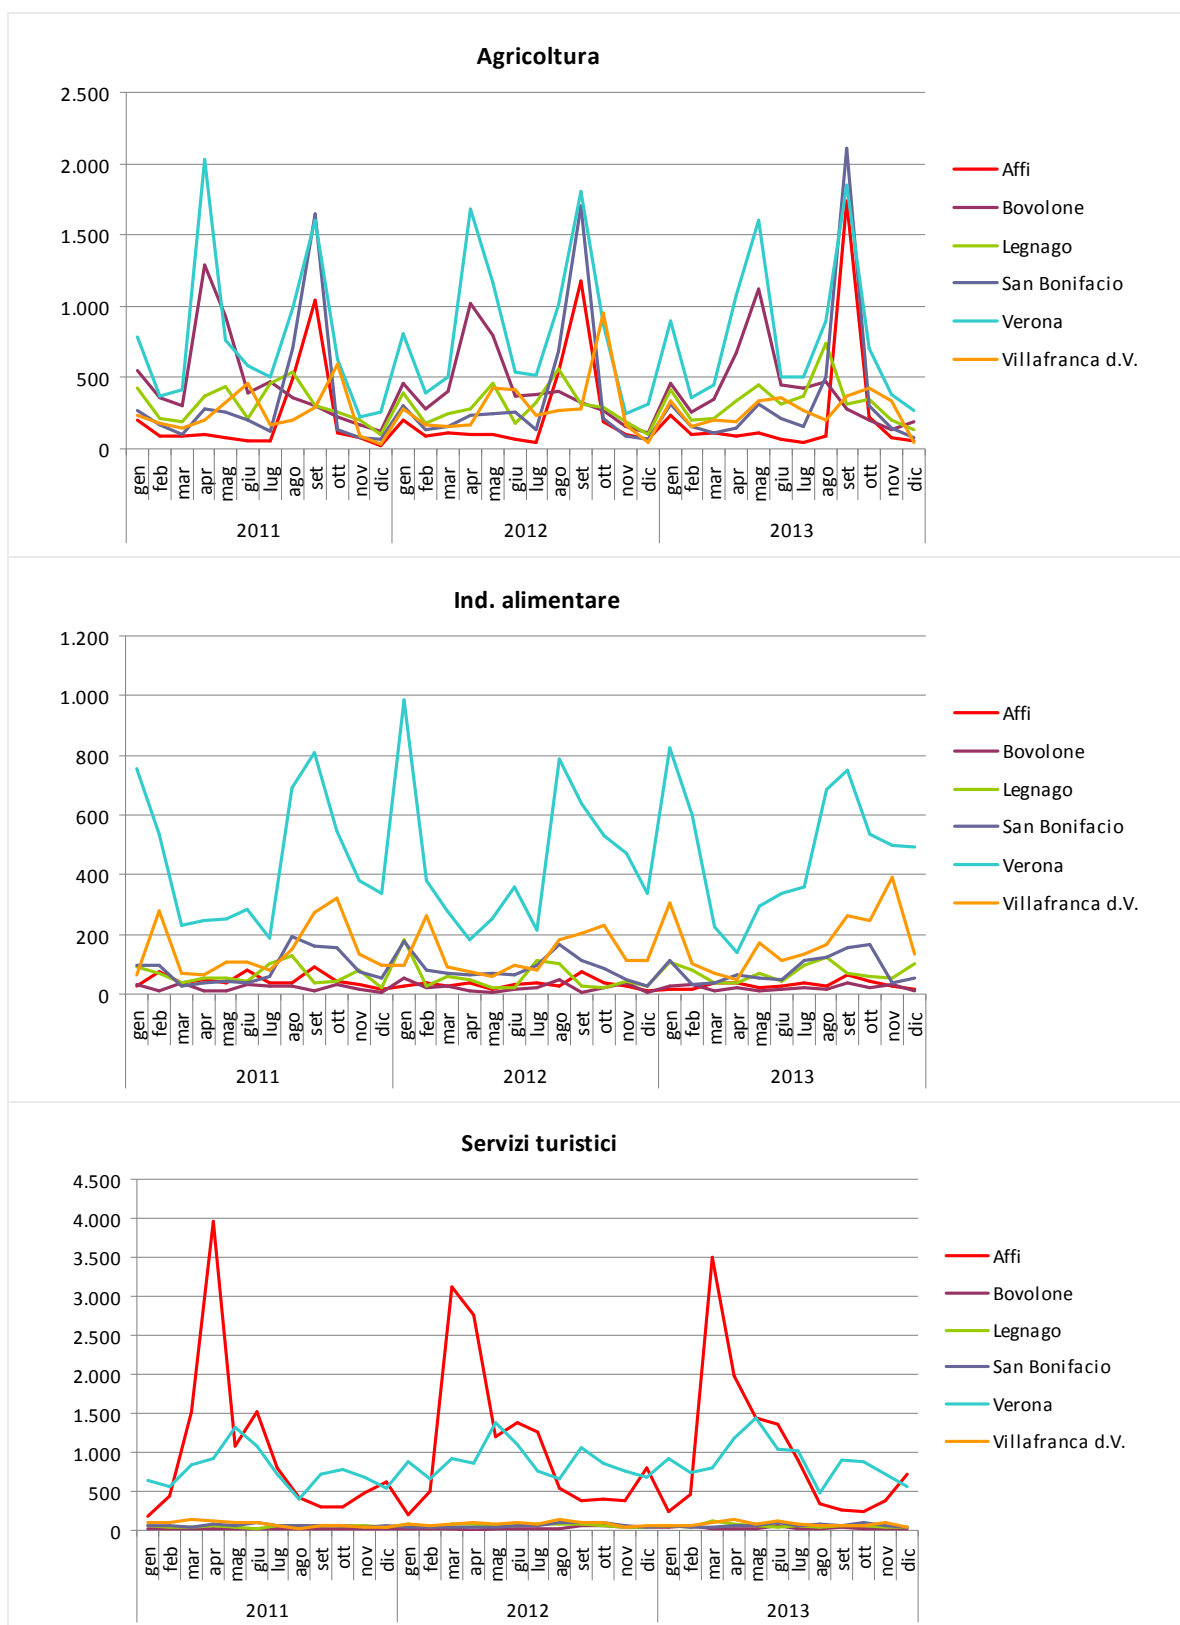 Agricoltura
2.500
2.000
1.500
1.000
500
0
gen feb mar apr mag giu lug ago set ott nov dic gen feb mar apr mag giu lug ago set ott nov dic gen feb mar apr mag giu lug ago set ott nov dic
2011 2012 2013
Affi
Bovolone
Legnago
San Bonifacio
Verona
Villafranca d.V.
Ind. alimentare
1.200
1.000
800
600
400
200
0
gen feb mar apr mag giu lug ago set ott nov dic gen feb mar apr mag giu lug ago set ott nov dic gen feb mar apr mag giu lug ago set ott nov dic
2011 2012 2013
Affi
Bovolone
Legnago
San Bonifacio
Verona
Villafranca d.V.
Servizi turistici
4.500
4.000
3.500
3.000
2.500
2.000
1.500
1.000
500
0
gen feb mar apr mag giu lug ago set ott nov dic gen feb mar apr mag giu lug ago set ott nov dic gen feb mar apr mag giu lug ago set ott nov dic
2011 2012 2013
Affi
Bovolone
Legnago
San Bonifacio
Verona
Villafranca d.V.